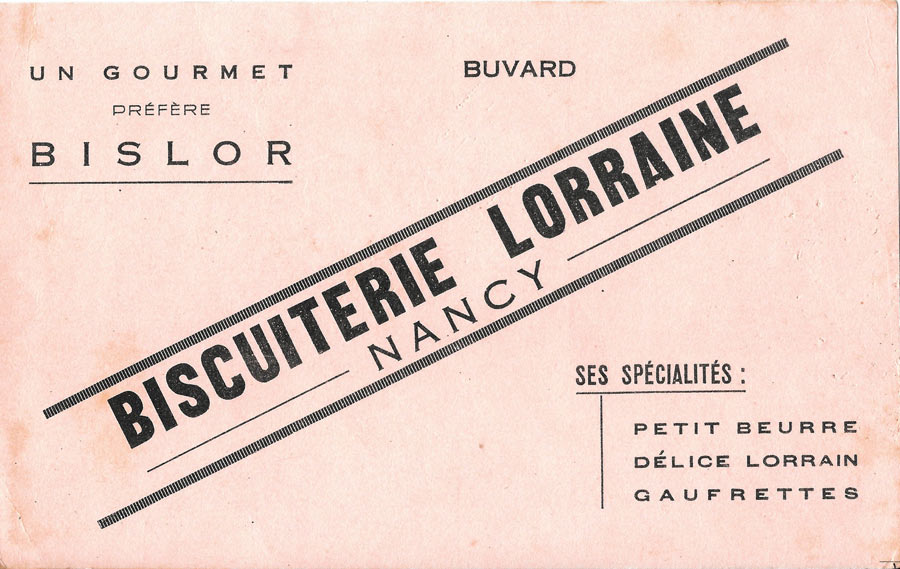 UN GOURMET
PRÉFÈRE
BISLOR
BUVARD
BISCUITERIE LORRAINE
NANCY
SES SPÉCIALITÉS :
PETIT BEURRE
DÉLICE LORRAIN
GAUFRETTES